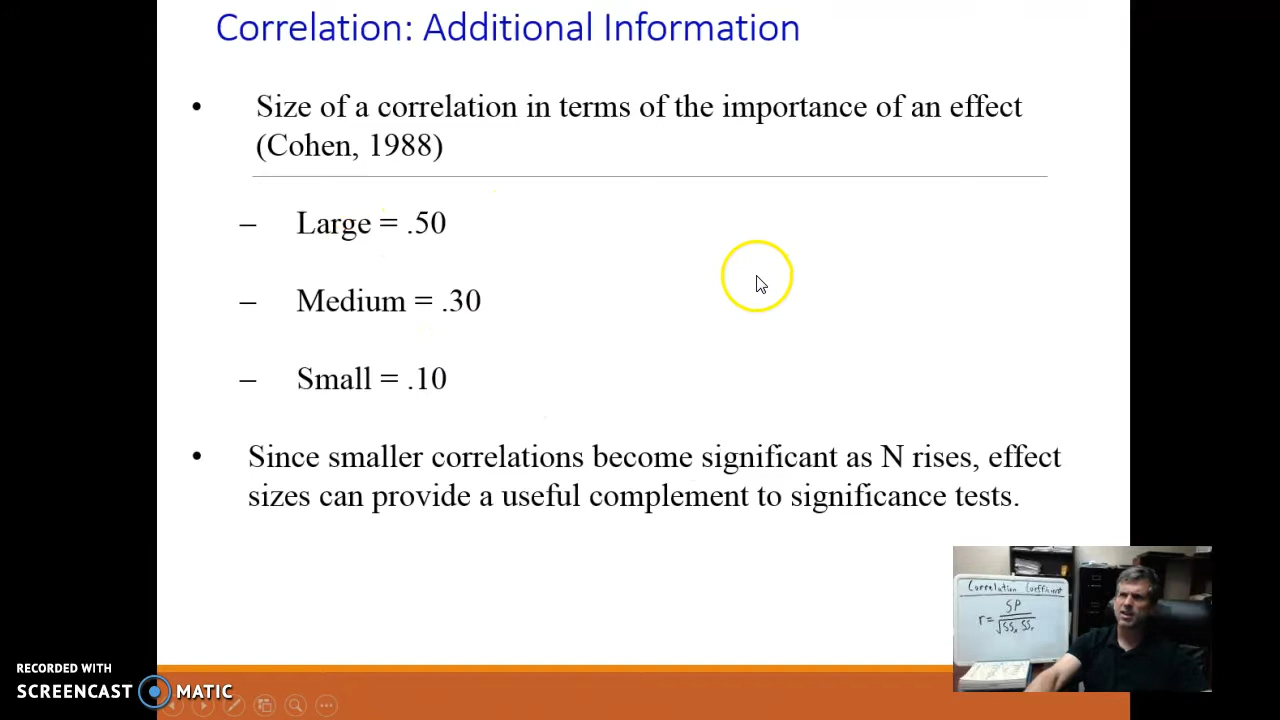 Correlation: Additional Information
• Size of a correlation in terms of the importance of an effect
(Cohen, 1988)
– Large = .50
– Medium = .30
– Small = .10
• Since smaller correlations become significant as N rises, effect
sizes can provide a useful complement to significance tests.
Correlation Coefficient
r = SP
√SSx SSY
RECORDED WITH
SCREENCAST MATIC